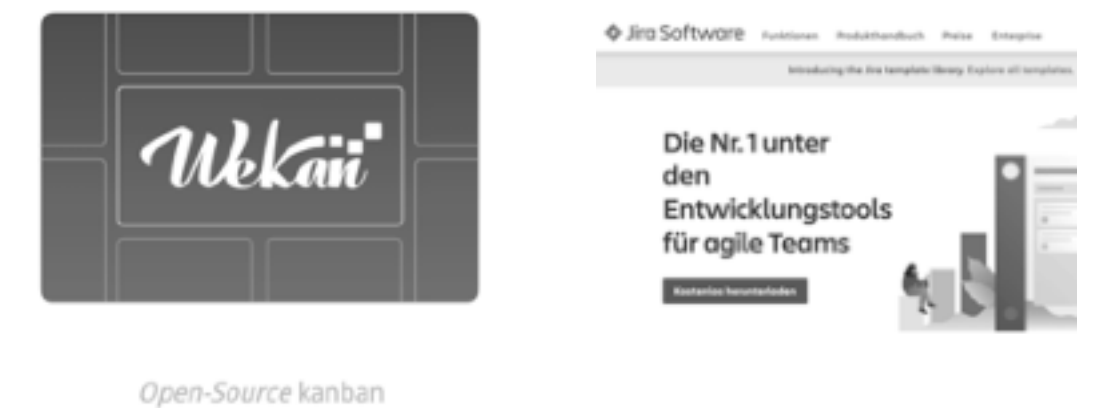 Wekan
Open-Source kanban
Jira Software Funktionen Produkthandbuch Preise Enterprise
Introducing the Jira template library. Explore all templates.
Die Nr. 1 unter
den
Entwicklungstools
für agile Teams
Kostenlos herunterladen